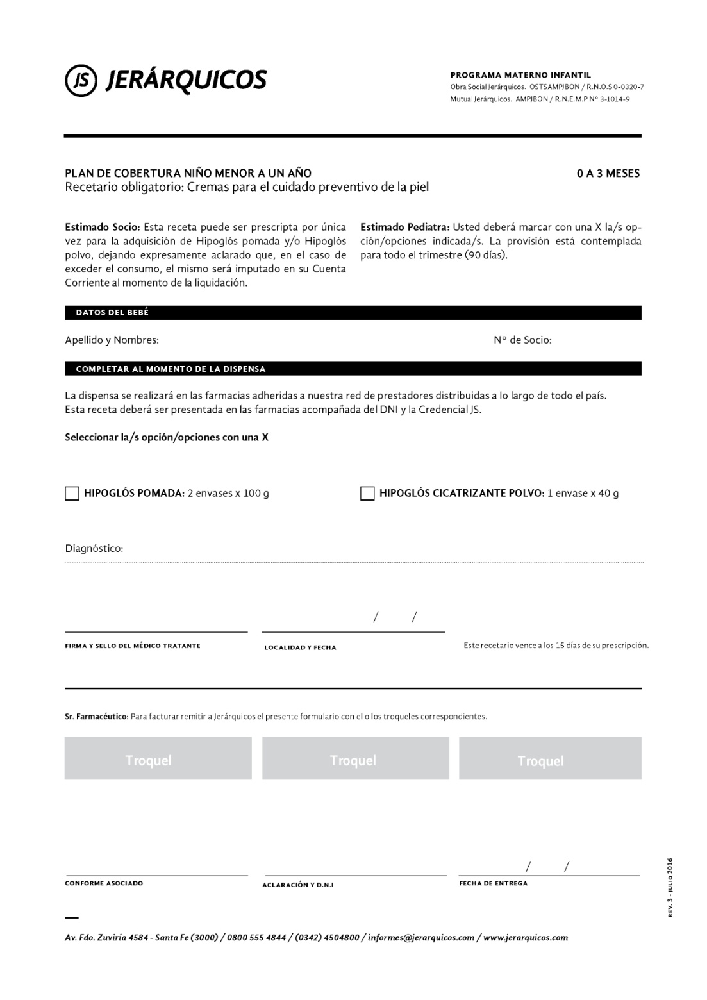 JS JERÁRQUICOS
PROGRAMA MATERNO INFANTIL
Obra Social Jerárquicos. OSTSAMPJBON / R.N.O.S 0-0320-7
Mutual Jerárquicos. AMPJBON / R.N.E.M.P Nº 3-1014-9
PLAN DE COBERTURA NIÑO MENOR A UN AÑO
0 A 3 MESES
Recetario obligatorio: Cremas para el cuidado preventivo de la piel
Estimado Socio: Esta receta puede ser prescripta por única
vez para la adquisición de Hipoglós pomada y/o Hipoglós
polvo, dejando expresamente aclarado que, en el caso de
exceder el consumo, el mismo será imputado en su Cuenta
Corriente al momento de la liquidación.
Estimado Pediatra: Usted deberá marcar con una X la/s op-
ción/opciones indicada/s. La provisión está contemplada
para todo el trimestre (90 días).
DATOS DEL BEBÉ
Apellido y Nombres:
Nº de Socio:
COMPLETAR AL MOMENTO DE LA DISPENSA
La dispensa se realizará en las farmacias adheridas a nuestra red de prestadores distribuidas a lo largo de todo el país.
Esta receta deberá ser presentada en las farmacias acompañada del DNI y la Credencial JS.
Seleccionar la/s opción/opciones con una X
HIPOGLÓS POMADA: 2 envases x 100 g
HIPOGLÓS CICATRIZANTE POLVO: 1 envase x 40 g
Diagnóstico:
/ /
FIRMA Y SELLO DEL MÉDICO TRATANTE
LOCALIDAD Y FECHA
Este recetario vence a los 15 días de su prescripción.
Sr. Farmacéutico: Para facturar remitir a Jerárquicos el presente formulario con el o los troqueles correspondientes.
Troquel
Troquel
Troquel
/ /
CONFORME ASOCIADO
ACLARACIÓN Y D.N.I
FECHA DE ENTREGA
REV. 3 - JULIO 2016
Av. Fdo. Zuviría 4584 - Santa Fe (3000) / 0800 555 4844 / (0342) 4504800 / informes@jerarquicos.com / www.jerarquicos.com